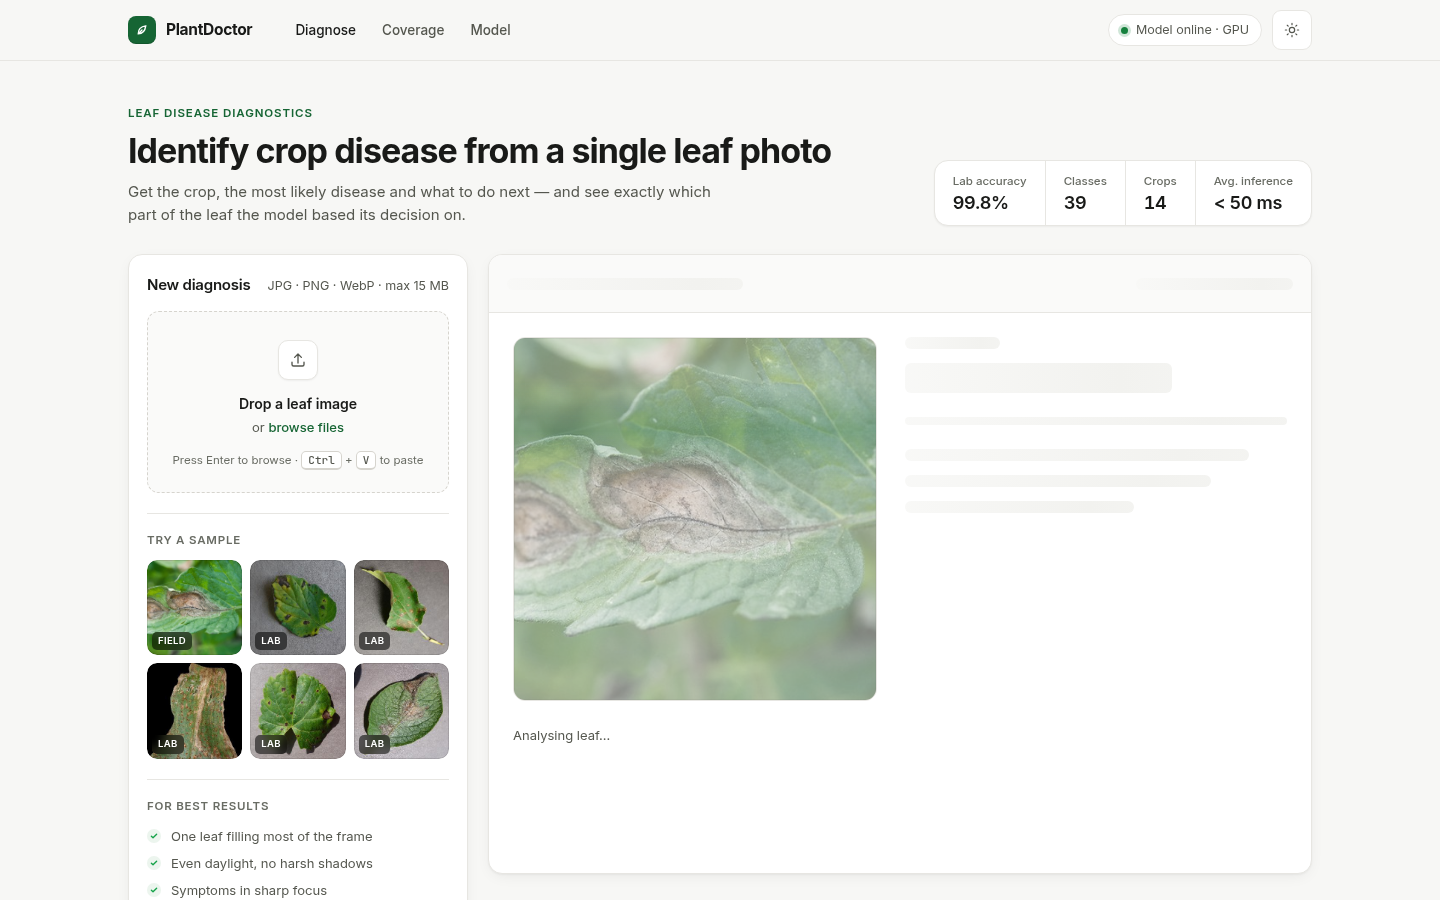 PlantDoctor
Diagnose
Coverage
Model
Model online · GPU
LEAF DISEASE DIAGNOSTICS
Identify crop disease from a single leaf photo
Get the crop, the most likely disease and what to do next — and see exactly which
part of the leaf the model based its decision on.
Lab accuracy
99.8%
Classes
39
Crops
14
Avg. inference
< 50 ms
New diagnosis
JPG · PNG · WebP · max 15 MB
Drop a leaf image
or browse files
Press Enter to browse · Ctrl + V to paste
TRY A SAMPLE
FIELD
LAB
LAB
LAB
LAB
LAB
FOR BEST RESULTS
One leaf filling most of the frame
Even daylight, no harsh shadows
Symptoms in sharp focus
Analysing leaf…